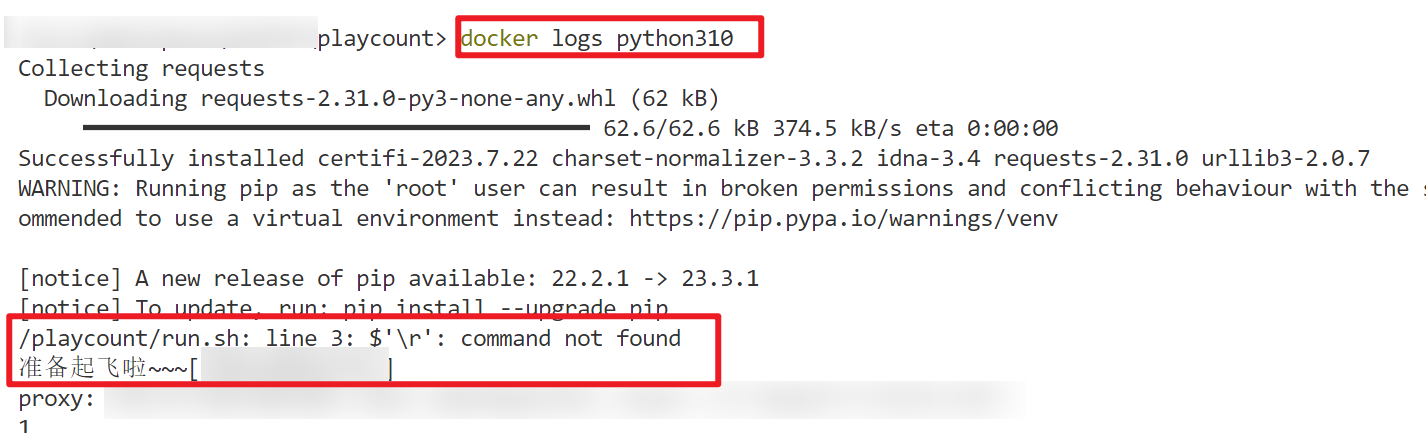 playcount> docker logs python310
Collecting requests
Downloading requests-2.31.0-py3-none-any.whl (62 kB)
62.6/62.6 kB 374.5 kB/s eta 0:00:00
Successfully installed certifi-2023.7.22 charset-normalizer-3.3.2 idna-3.4 requests-2.31.0 urllib3-2.0.7
WARNING: Running pip as the 'root' user can result in broken permissions and conflicting behaviour with the
ommended to use a virtual environment instead: https://pip.pypa.io/warnings/venv
[notice] A new release of pip available: 22.2.1 -> 23.3.1
[notice] To update, run: pip install --upgrade pip
/playcount/run.sh: line 3: $'\r': command not found
准备起飞啦~~~[ ]
proxy:
1